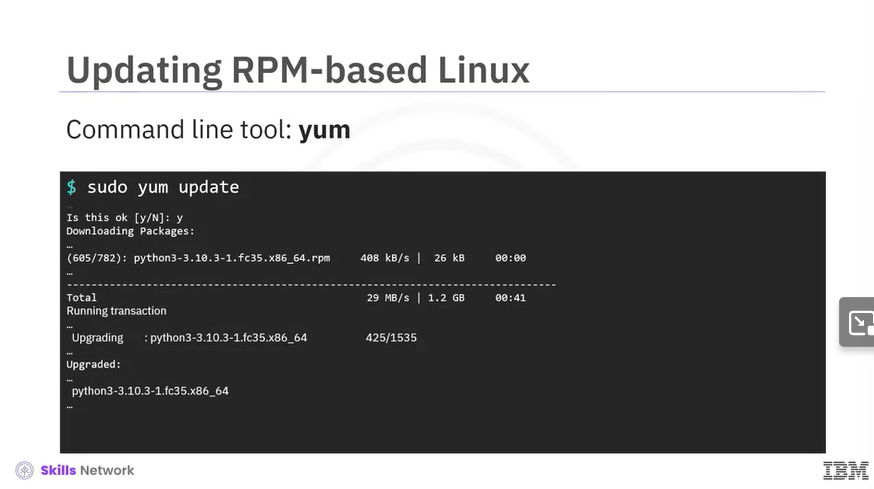 Updating RPM-based Linux
Command line tool: yum
$ sudo yum update
Is this ok [y/N]: y
Downloading Packages:
…
(605/782): python3-3.10.3-1.fc35.x86_64.rpm 408 kB/s | 26 kB 00:00
…
--------------------------------------------------------------------------------
Total 29 MB/s | 1.2 GB 00:41
Running transaction
…
Upgrading : python3-3.10.3-1.fc35.x86_64 425/1535
…
Upgraded:
…
python3-3.10.3-1.fc35.x86_64
…
Skills Network
IBM